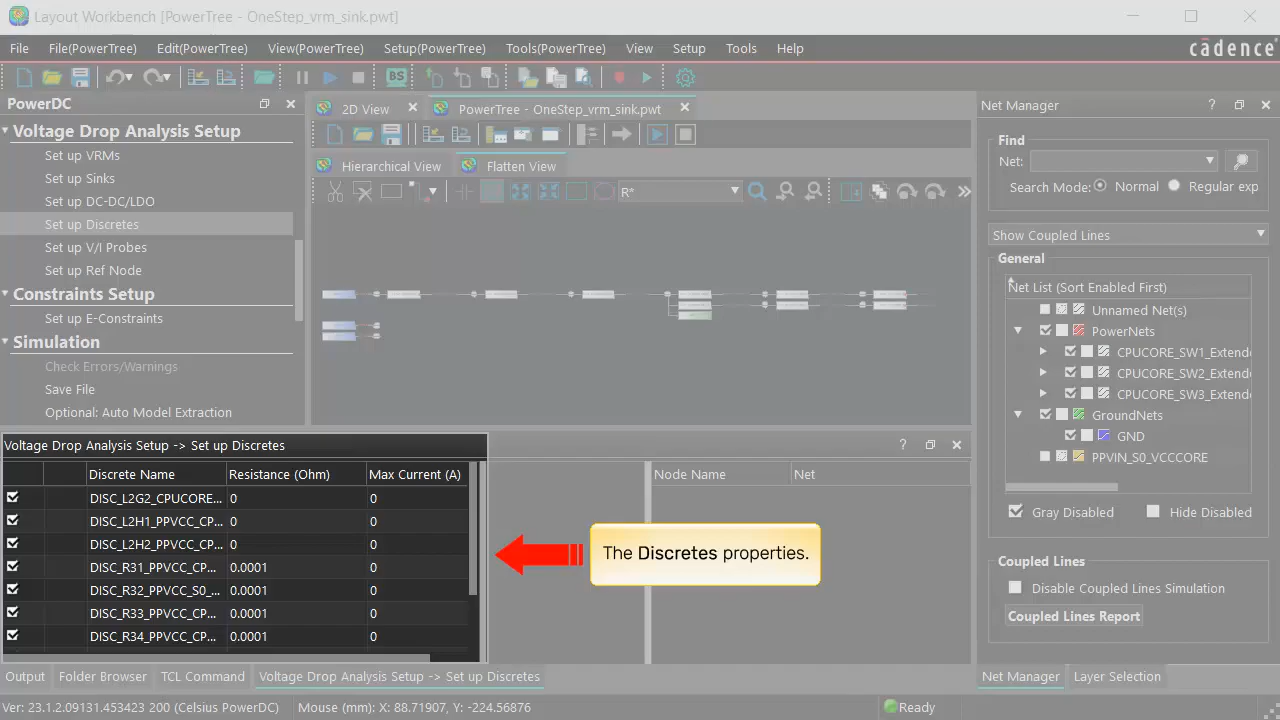 Layout Workbench [PowerTree - OneStep_vrm_sink.pwt]
File File(PowerTree) Edit(PowerTree) View(PowerTree) Setup(PowerTree) Tools(PowerTree) View Setup Tools Help
cādence
BS
PowerDC
Voltage Drop Analysis Setup
Set up VRMs
Set up Sinks
Set up DC-DC/LDO
Set up Discretes
Set up V/I Probes
Set up Ref Node
Constraints Setup
Set up E-Constraints
Simulation
Check Errors/Warnings
Save File
Optional: Auto Model Extraction
2D View PowerTree - OneStep_vrm_sink.pwt
Hierarchical View Flatten View
R*
Net Manager
Find
Net:
Search Mode: Normal Regular exp
Show Coupled Lines
General
Net List (Sort Enabled First)
Unnamed Net(s)
PowerNets
CPUCORE_SW1_Extende
CPUCORE_SW2_Extende
CPUCORE_SW3_Extende
GroundNets
GND
PPVIN_S0_VCCCORE
Gray Disabled Hide Disabled
Coupled Lines
Disable Coupled Lines Simulation
Coupled Lines Report
Voltage Drop Analysis Setup -> Set up Discretes
Discrete Name Resistance (Ohm) Max Current (A)
DISC_L2G2_CPUCORE... 0 0
DISC_L2H1_PPVCC_CP... 0 0
DISC_L2H2_PPVCC_CP... 0 0
DISC_R31_PPVCC_CP... 0.0001 0
DISC_R32_PPVCC_S0_... 0.0001 0
DISC_R33_PPVCC_CP... 0.0001 0
DISC_R34_PPVCC_CP... 0.0001 0
Node Name Net
The Discretes properties.
Output Folder Browser TCL Command Voltage Drop Analysis Setup -> Set up Discretes
Net Manager Layer Selection
Ver: 23.1.2.09131.453423 200 (Celsius PowerDC) Mouse (mm): X: 88.71907, Y: -224.56876 Ready